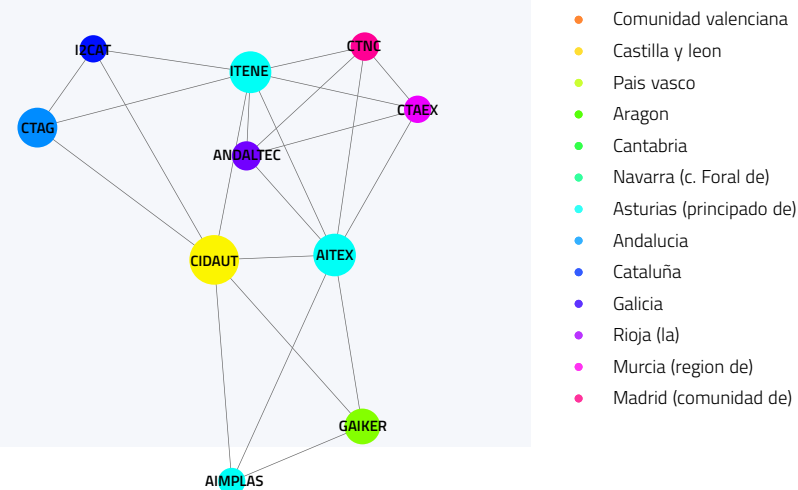 I2CAT
ITENE
CTNC
CTAEX
CTAG
ANDALTEC
CIDAUT
AITEX
GAIKER
AIMPLAS
Comunidad valenciana
Castilla y leon
Pais vasco
Aragon
Cantabria
Navarra (c. Foral de)
Asturias (principado de)
Andalucia
Cataluña
Galicia
Rioja (la)
Murcia (region de)
Madrid (comunidad de)